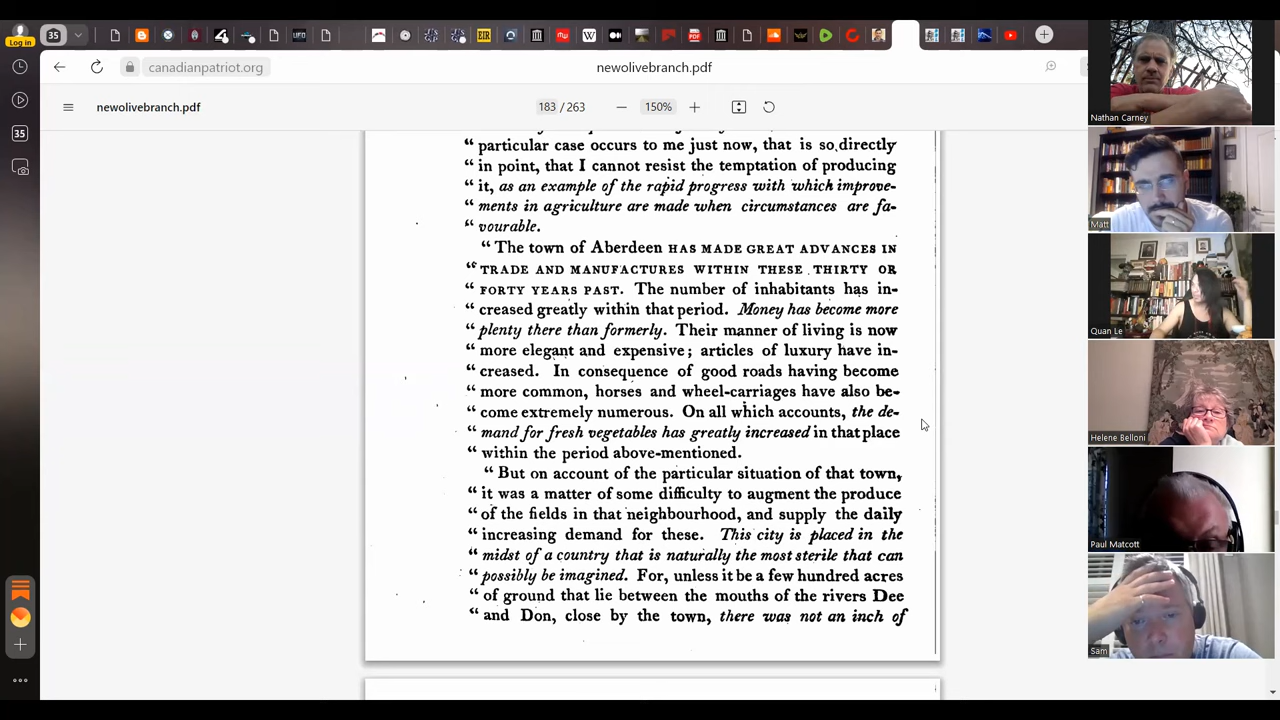 35
canadianpatriot.org
newolivebranch.pdf
Log in
newolivebranch.pdf
183 / 263
150%
35
“ particular case occurs to me just now, that is so directly
“ in point, that I cannot resist the temptation of producing
“ it, as an example of the rapid progress with which improve-
“ ments in agriculture are made when circumstances are fa-
“ vourable.
“ The town of Aberdeen HAS MADE GREAT ADVANCES IN
“ TRADE AND MANUFACTURES WITHIN THESE THIRTY OR
“ FORTY YEARS PAST. The number of inhabitants has in-
“ creased greatly within that period. Money has become more
“ plenty there than formerly. Their manner of living is now
“ more elegant and expensive; articles of luxury have in-
“ creased. In consequence of good roads having become
“ more common, horses and wheel-carriages have also be-
“ come extremely numerous. On all which accounts, the de-
“ mand for fresh vegetables has greatly increased in that place
“ within the period above-mentioned.
“ But on account of the particular situation of that town,
“ it was a matter of some difficulty to augment the produce
“ of the fields in that neighbourhood, and supply the daily
“ increasing demand for these. This city is placed in the
“ midst of a country that is naturally the most sterile that can
“ possibly be imagined. For, unless it be a few hundred acres
“ of ground that lie between the mouths of the rivers Dee
“ and Don, close by the town, there was not an inch of
Nathan Carney
Matt
Quan Le
Helene Belloni
Paul Matcott
Sam